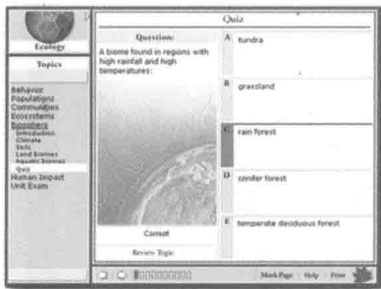 Quiz
Ecology
Topics
Behavior
Populations
Communities
Ecosystems
Biosphere
Introduction
Climate
Soils
Land biomes
Aquatic biomes
Quiz
Human Impact
Unit Exam
Question:
A biome found in regions with
high rainfall and high
temperatures:
Correct
Review Topic
A tundra
B grassland
C rain forest
D conifer forest
E temperate deciduous forest
Mark Page Help Print